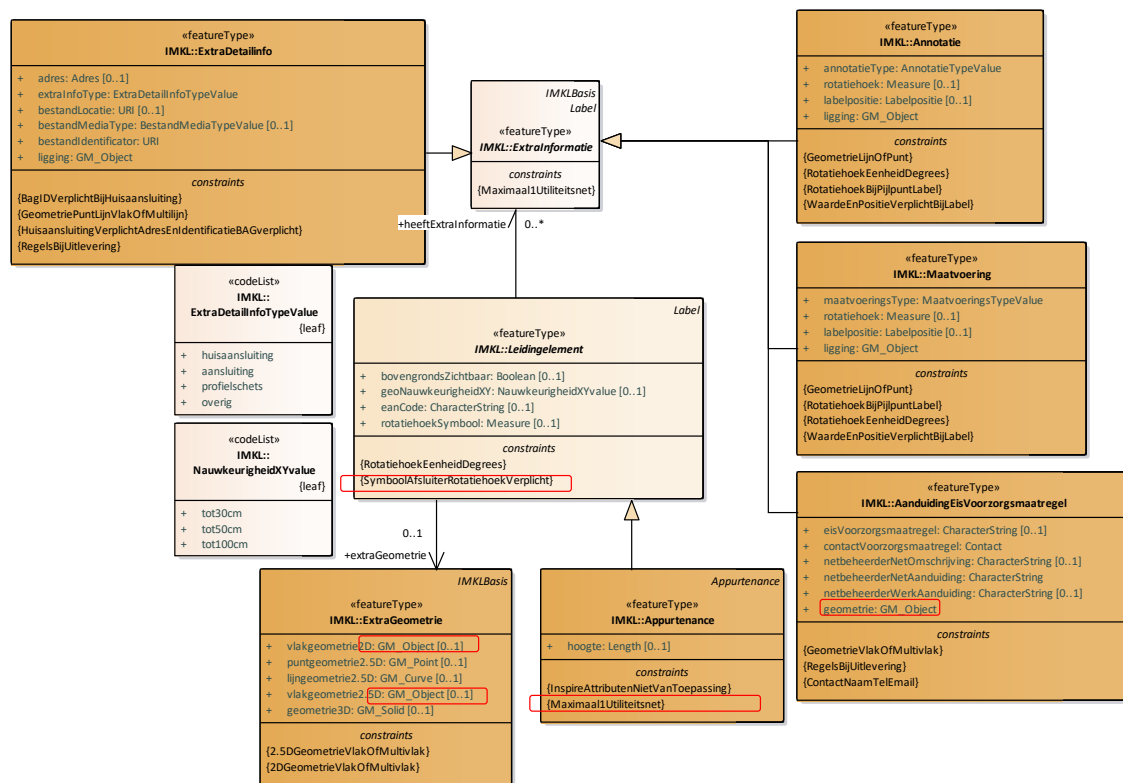 «featureType»
IMKL::ExtraDetailinfo
+ adres: Adres [0..1]
+ extraInfoType: ExtraDetailInfoTypeValue
+ bestandLocatie: URI [0..1]
+ bestandMediaType: BestandMediaTypeValue [0..1]
+ bestandIdentificator: URI
+ ligging: GM_Object
constraints
{BagIDVerplichtBijHuisaansluiting}
{GeometriePuntLijnVlakOfMultilijn}
{HuisaansluitingVerplichtAdresEnIdentificatieBAGverplicht}
{RegelsBijUitlevering}
IMKLBasis
Label
«featureType»
IMKL::ExtraInformatie
constraints
{Maximaal1Utiliteitsnet}
«featureType»
IMKL::Annotatie
+ annotatieType: AnnotatieTypeValue
+ rotatiehoek: Measure [0..1]
+ labelpositie: Labelpositie [0..1]
+ ligging: GM_Object
constraints
{GeometrieLijnOfPunt}
{RotatiehoekEenheidDegrees}
{RotatiehoekBijPijlpuntLabel}
{WaardeEnPositieVerplichtBijLabel}
+heeftExtraInformatie
0..*
«codeList»
IMKL::
ExtraDetailInfoTypeValue
{leaf}
+ huisaansluiting
+ aansluiting
+ profielschets
+ overig
«featureType»
IMKL::Maatvoering
+ maatvoeringsType: MaatvoeringsTypeValue
+ rotatiehoek: Measure [0..1]
+ labelpositie: Labelpositie [0..1]
+ ligging: GM_Object
constraints
{GeometrieLijnOfPunt}
{RotatiehoekBijPijlpuntLabel}
{RotatiehoekEenheidDegrees}
{WaardeEnPositieVerplichtBijLabel}
Label
«featureType»
IMKL::Leidingelement
+ bovengrondsZichtbaar: Boolean [0..1]
+ geoNauwkeurigheidXY: NauwkeurigheidXYvalue [0..1]
+ eanCode: CharacterString [0..1]
+ rotatiehoekSymbool: Measure [0..1]
constraints
{RotatiehoekEenheidDegrees}
{SymboolAfsluiterRotatiehoekVerplicht}
«codeList»
IMKL::
NauwkeurigheidXYvalue
{leaf}
+ tot30cm
+ tot50cm
+ tot100cm
«featureType»
IMKL::AanduidingEisVoorzorgsmaatregel
+ eisVoorzorgsmaatregel: CharacterString [0..1]
+ contactVoorzorgsmaatregel: Contact
+ netbeheerderNetOmschrijving: CharacterString [0..1]
+ netbeheerderNetAanduiding: CharacterString
+ netbeheerderWerkAanduiding: CharacterString [0..1]
+ geometrie: GM_Object
constraints
{GeometrieVlakOfMultivlak}
{RegelsBijUitlevering}
{ContactNaamTelEmail}
0..1
+extraGeometrie
IMKLBasis
«featureType»
IMKL::ExtraGeometrie
+ vlakgeometrie2D: GM_Object [0..1]
+ puntgeometrie2.5D: GM_Point [0..1]
+ lijngeometrie2.5D: GM_Curve [0..1]
+ vlakgeometrie2.5D: GM_Object [0..1]
+ geometrie3D: GM_Solid [0..1]
constraints
{2.5DGeometrieVlakOfMultivlak}
{2DGeometrieVlakOfMultivlak}
Appurtenance
«featureType»
IMKL::Appurtenance
+ hoogte: Length [0..1]
constraints
{InspireAttributenNietVanToepassing}
{Maximaal1Utiliteitsnet}